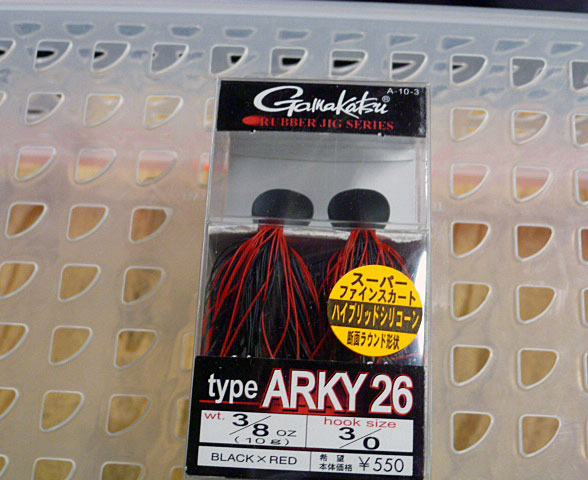 A-10-3
Gamakatsu®
RUBBER JIG SERIES
スーパー
ファインスカート
ハイブリッドシリコーン
断面ラウンド形状
type ARKY 26
wt. 3/8 oz
(10g)
hook size
3/0
BLACK×RED
希望
本体価格 ¥550